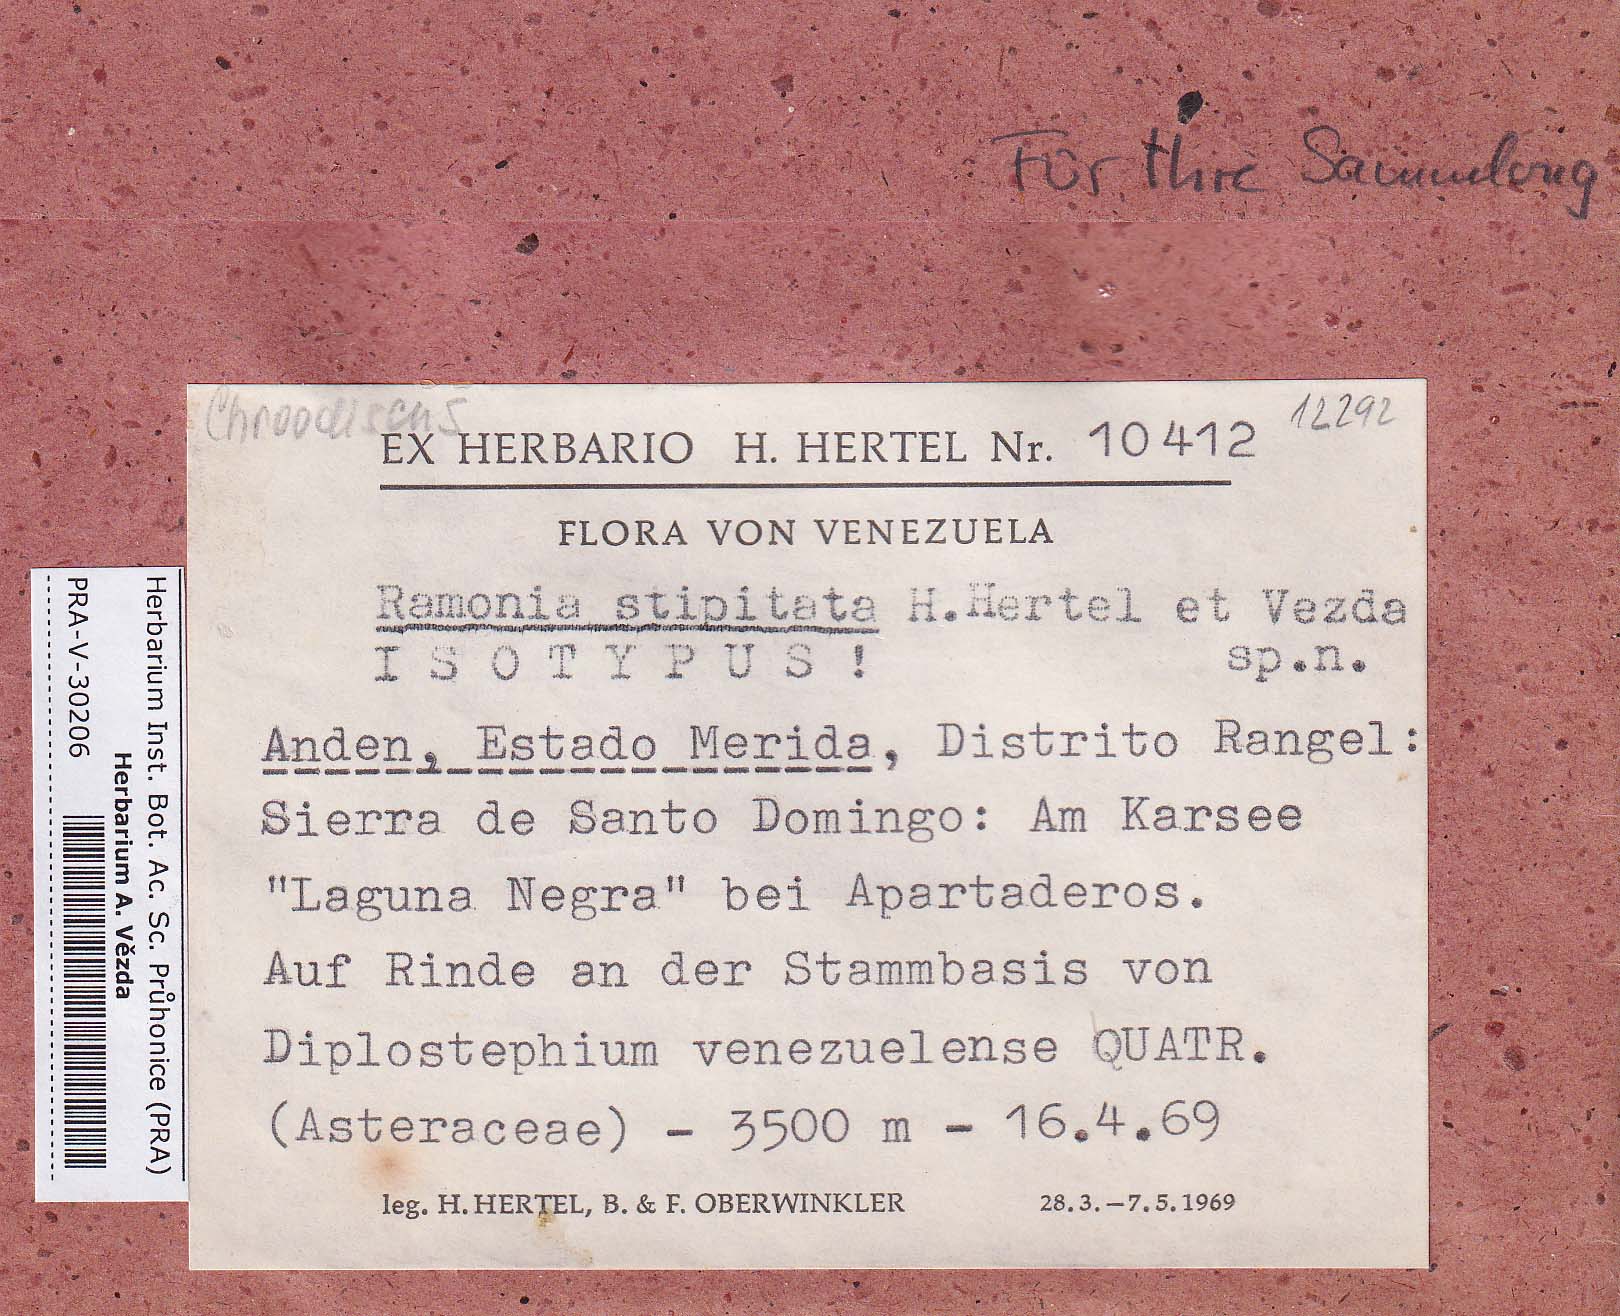 Für Ihre Sammlung
Chroodiscus
12292
EX HERBARIO H. HERTEL Nr. 10412
FLORA VON VENEZUELA
Ramonia stipitata H.Hertel et Vezda
ISOTYPUS! sp.n.
Anden, Estado Merida, Distrito Rangel:
Sierra de Santo Domingo: Am Karsee
"Laguna Negra" bei Apartaderos.
Auf Rinde an der Stammbasis von
Diplostephium venezuelense QUATR.
(Asteraceae) - 3500 m - 16.4.69
leg. H. HERTEL, B. & F. OBERWINKLER 28.3.–7.5.1969
Herbarium Inst. Bot. Ac. Sc. Průhonice (PRA)
Herbarium A. Vězda
PRA-V-30206